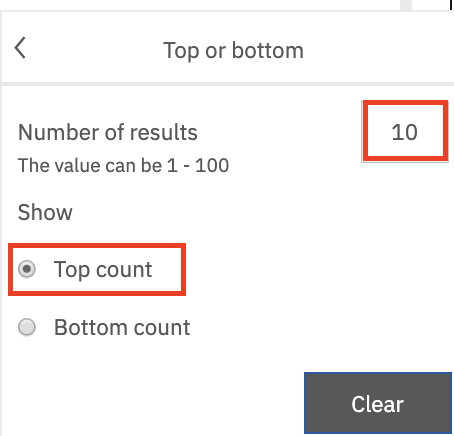 Top or bottom
Number of results
10
The value can be 1 - 100
Show
Top count
Bottom count
Clear